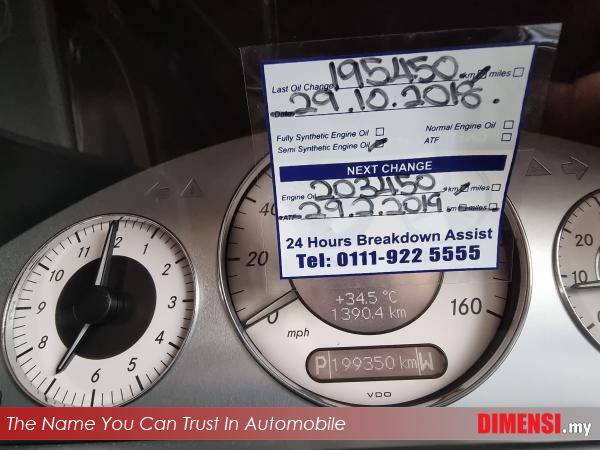 Last Oil Change 195450. km miles
Date: 29.10.2018.
Fully Synthetic Engine Oil Normal Engine Oil
Semi Synthetic Engine Oil ATF
NEXT CHANGE
Engine Oil 203450 km miles
ATF 29.2.2019 km miles
24 Hours Breakdown Assist
Tel: 0111-922 5555
12
1
2
3
4
5
6
7
8
9
10
11
0
20
40
160
mph
+34.5 °C
1390.4 km
P 199350 km W
VDO
20
10
0
The Name You Can Trust In Automobile
DIMENSI.my